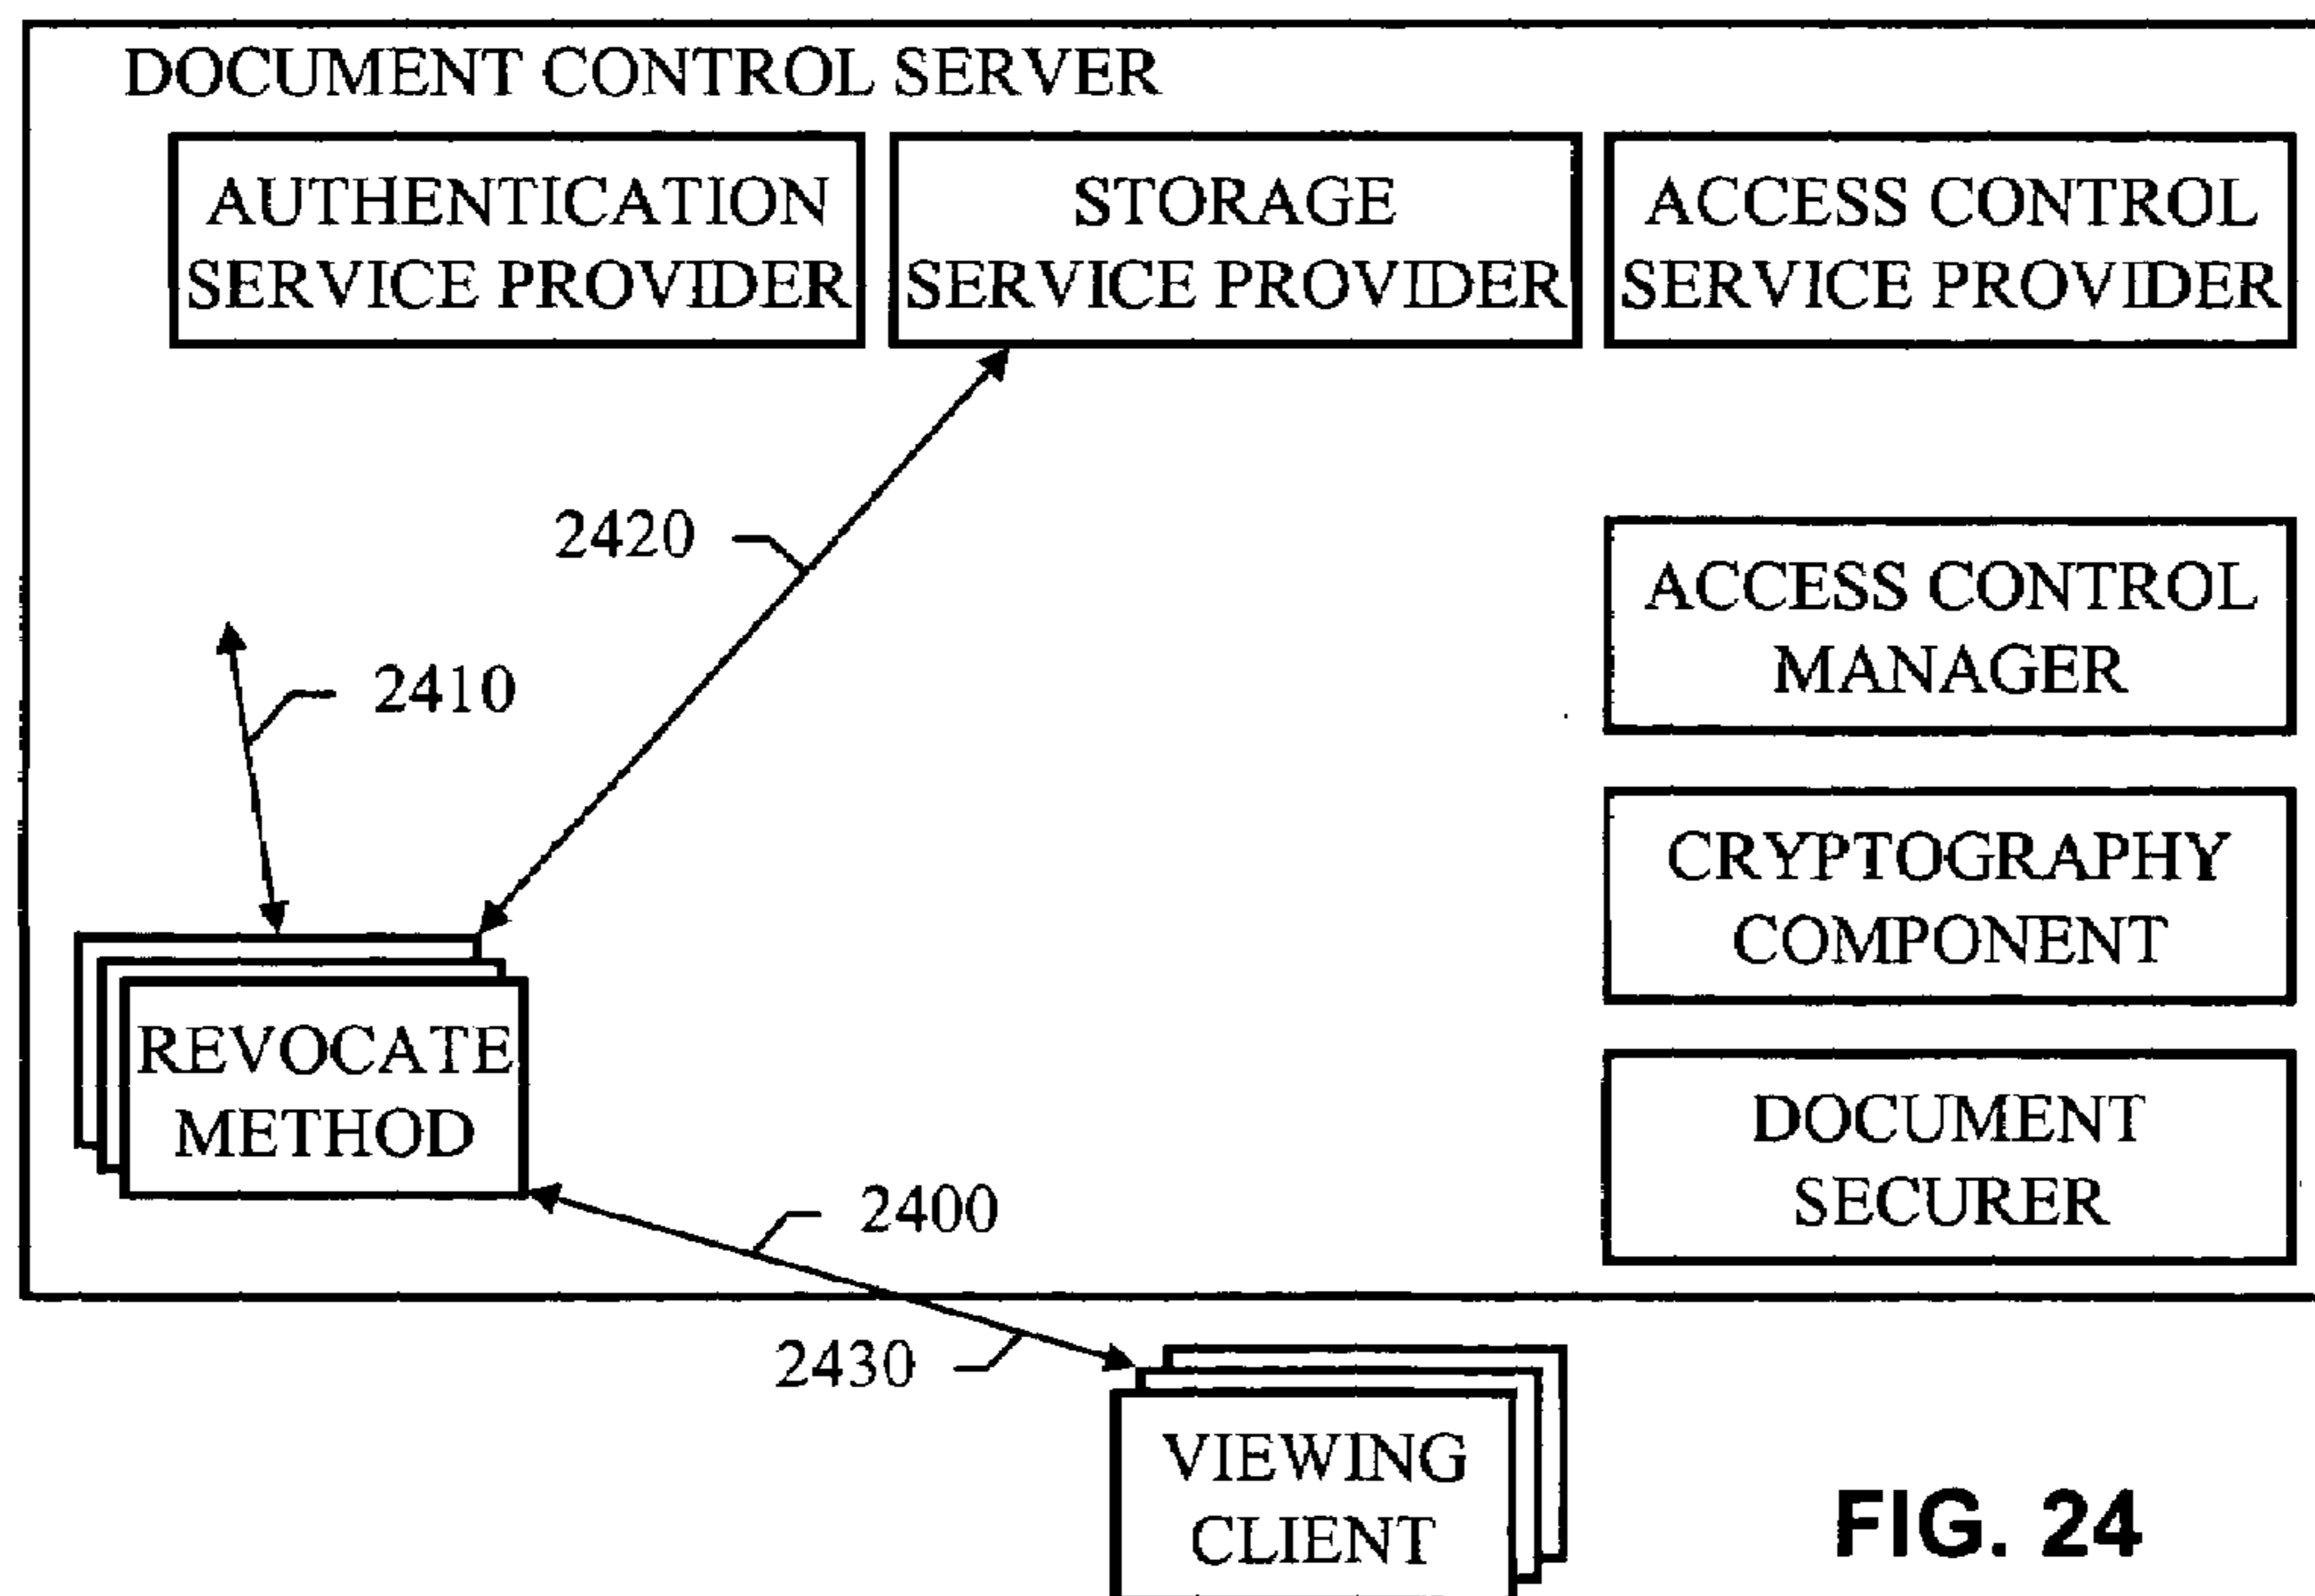 DOCUMENT CONTROL SERVER
AUTHENTICATION
SERVICE PROVIDER
STORAGE
SERVICE PROVIDER
ACCESS CONTROL
SERVICE PROVIDER
2420
ACCESS CONTROL
MANAGER
2410
CRYPTOGRAPHY
COMPONENT
REVOCATE
METHOD
DOCUMENT
SECURER
2400
2430
VIEWING
CLIENT
FIG. 24